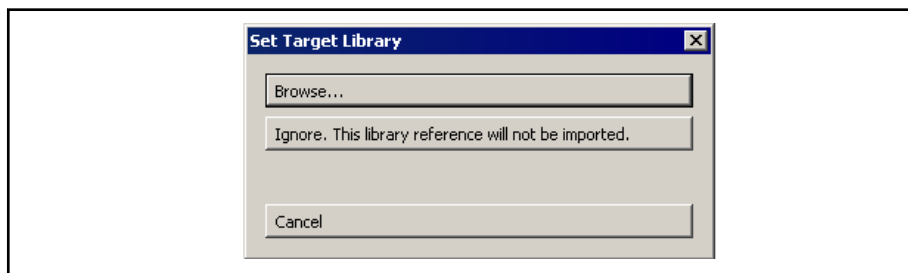 Set Target Library
Browse...
Ignore. This library reference will not be imported.
Cancel